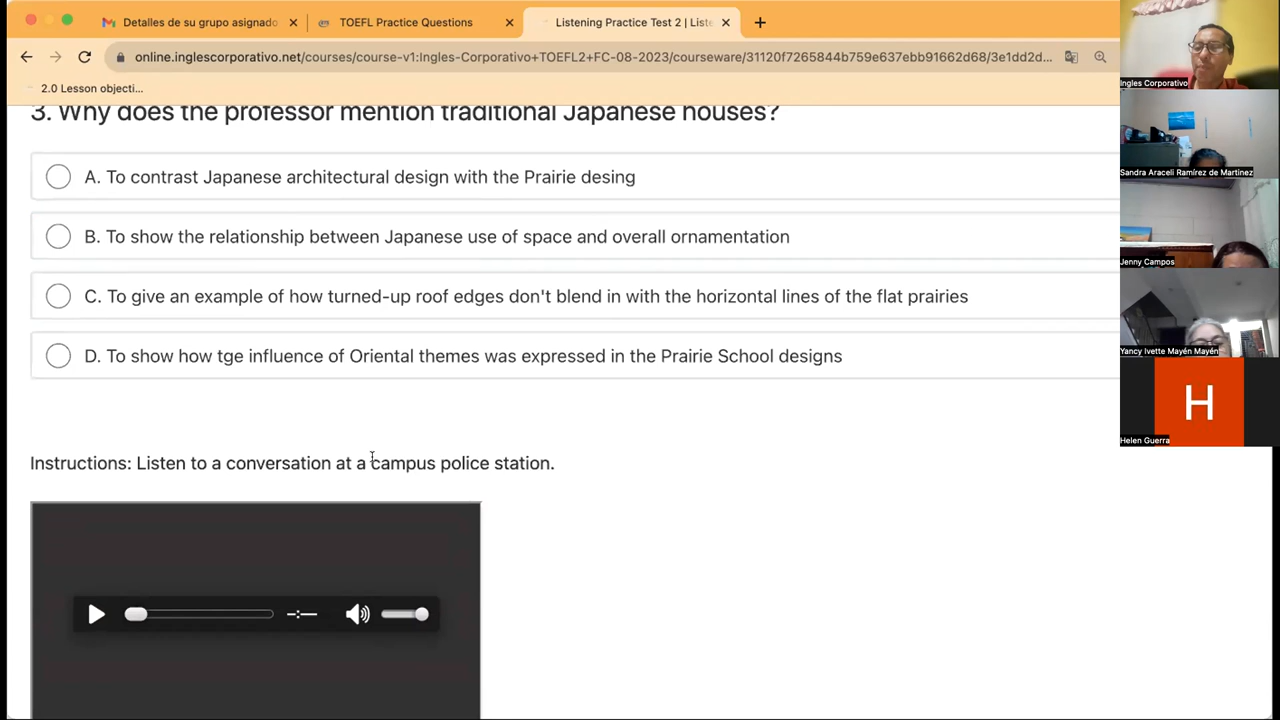 Detalles de su grupo asignado
TOEFL Practice Questions
Listening Practice Test 2 | Liste
online.inglescorporativo.net/courses/course-v1:Ingles-Corporativo+TOEFL2+FC-08-2023/courseware/31120f7265844b759e637ebb91662d68/3e1dd2d...
2.0 Lesson objecti...
3. Why does the professor mention traditional Japanese houses?
A. To contrast Japanese architectural design with the Prairie desing
B. To show the relationship between Japanese use of space and overall ornamentation
C. To give an example of how turned-up roof edges don't blend in with the horizontal lines of the flat prairies
D. To show how tge influence of Oriental themes was expressed in the Prairie School designs
Instructions: Listen to a conversation at a campus police station.
-:-
Ingles Corporativo
Sandra Araceli Ramírez de Martinez
Jenny Campos
Yancy Ivette Mayén Mayén
H
Helen Guerra